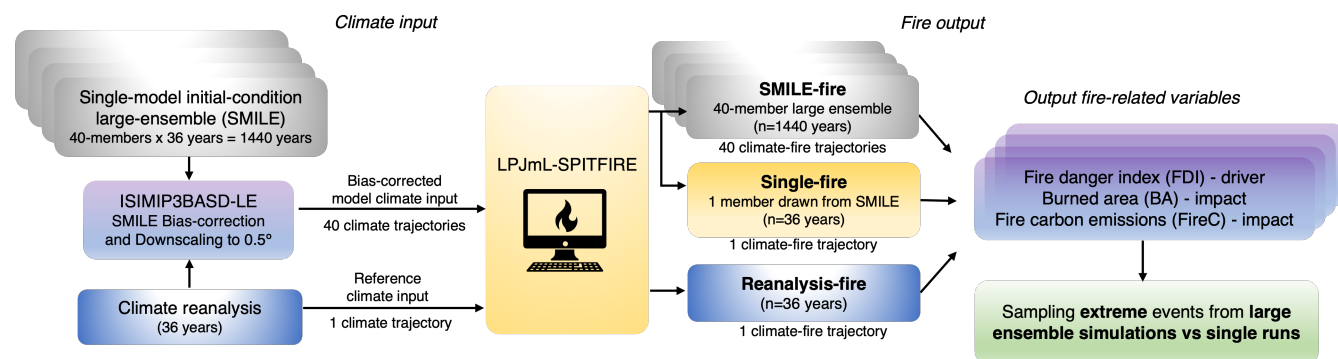 Climate input
Fire output
Output fire-related variables
Single-model initial-condition
large-ensemble (SMILE)
40-members x 36 years = 1440 years
ISIMIP3BASD-LE
SMILE Bias-correction
and Downscaling to 0.5º
Climate reanalysis
(36 years)
Bias-corrected
model climate input
40 climate trajectories
Reference
climate input
1 climate trajectory
LPJmL-SPITFIRE
SMILE-fire
40-member large ensemble
(n=1440 years)
40 climate-fire trajectories
Single-fire
1 member drawn from SMILE
(n=36 years)
1 climate-fire trajectory
Reanalysis-fire
(n=36 years)
1 climate-fire trajectory
Fire danger index (FDI) - driver
Burned area (BA) - impact
Fire carbon emissions (FireC) - impact
Sampling extreme events from large
ensemble simulations vs single runs